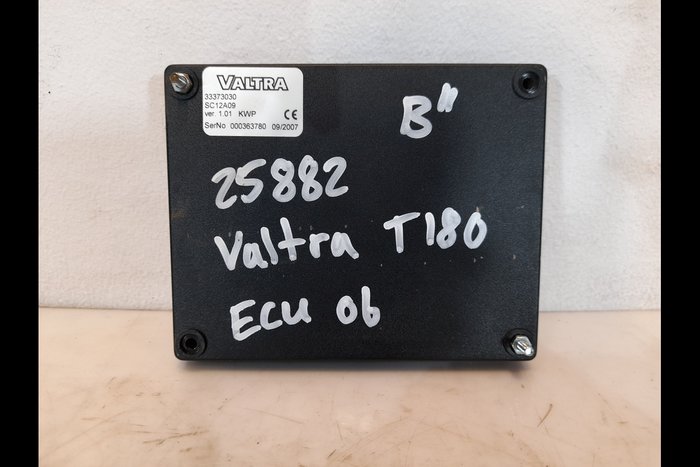 VALTRA
33373030
SC12A09
ver. 1.01 KWP CE
SerNo 000363780 09/2007
B"
25882
Valtra T180
ECU 06